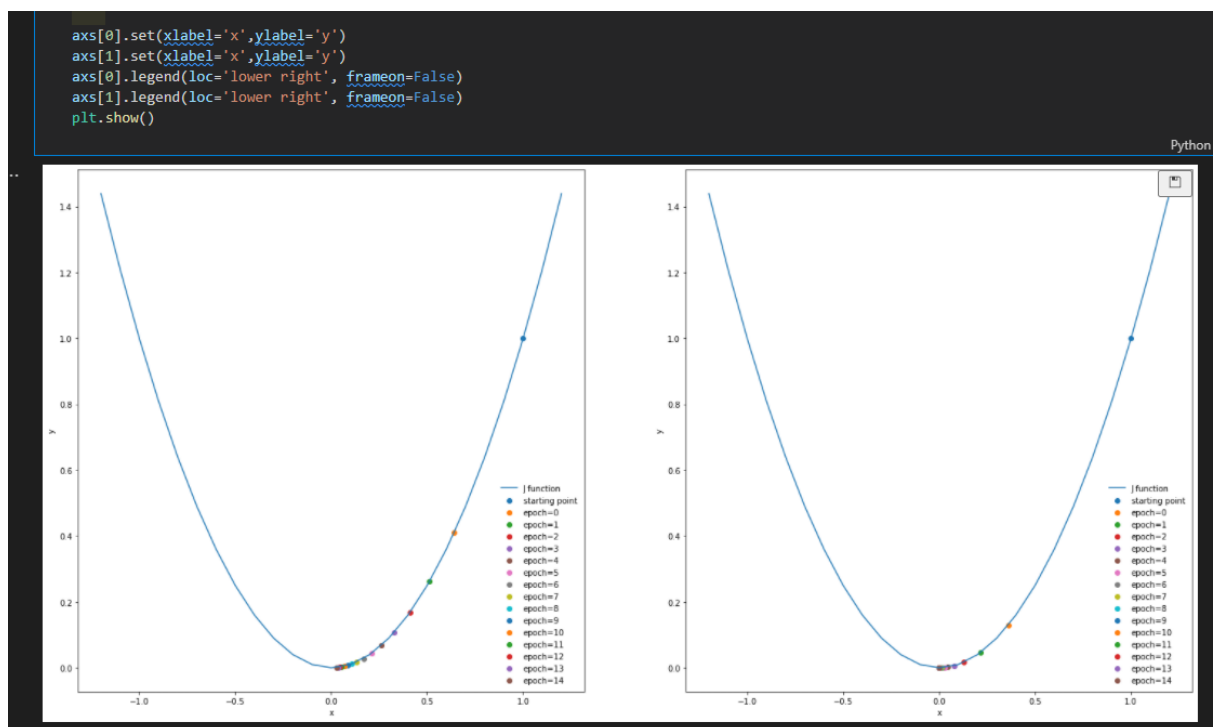 axs[0].set(xlabel='x',ylabel='y')
axs[1].set(xlabel='x',ylabel='y')
axs[0].legend(loc='lower right', frameon=False)
axs[1].legend(loc='lower right', frameon=False)
plt.show()
Python
1.4
1.2
1.0
0.8
0.6
0.4
0.2
0.0
y
-1.0
-0.5
0.0
0.5
1.0
x
J function
starting point
epoch=0
epoch=1
epoch=2
epoch=3
epoch=4
epoch=5
epoch=6
epoch=7
epoch=8
epoch=9
epoch=10
epoch=11
epoch=12
epoch=13
epoch=14
1.4
1.2
1.0
0.8
0.6
0.4
0.2
0.0
y
-1.0
-0.5
0.0
0.5
1.0
x
J function
starting point
epoch=0
epoch=1
epoch=2
epoch=3
epoch=4
epoch=5
epoch=6
epoch=7
epoch=8
epoch=9
epoch=10
epoch=11
epoch=12
epoch=13
epoch=14